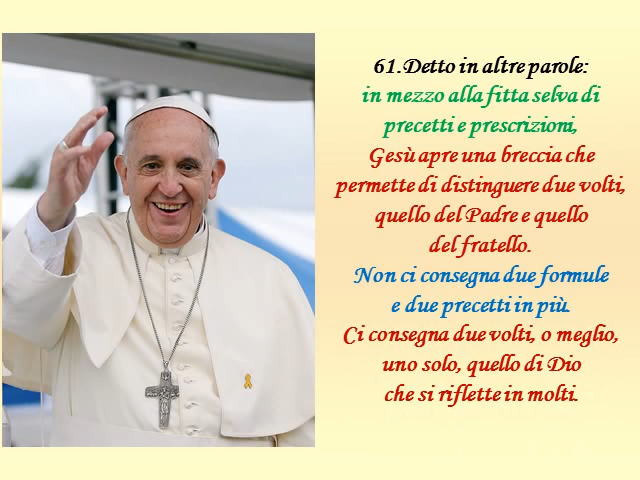 61.Detto in altre parole:
in mezzo alla fitta selva di
precetti e prescrizioni,
Gesù apre una breccia che
permette di distinguere due volti,
quello del Padre e quello
del fratello.
Non ci consegna due formule
e due precetti in più.
Ci consegna due volti, o meglio,
uno solo, quello di Dio
che si riflette in molti.